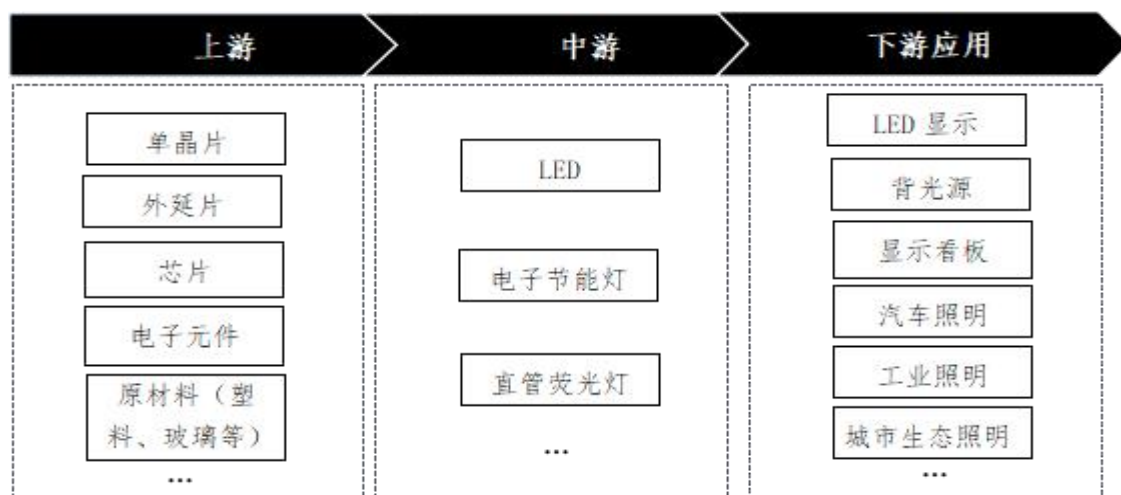 上游
中游
下游应用
单晶片
外延片
芯片
电子元件
原材料（塑
料、玻璃等）
...
LED
电子节能灯
直管荧光灯
...
LED 显示
背光源
显示看板
汽车照明
工业照明
城市生态照明
...